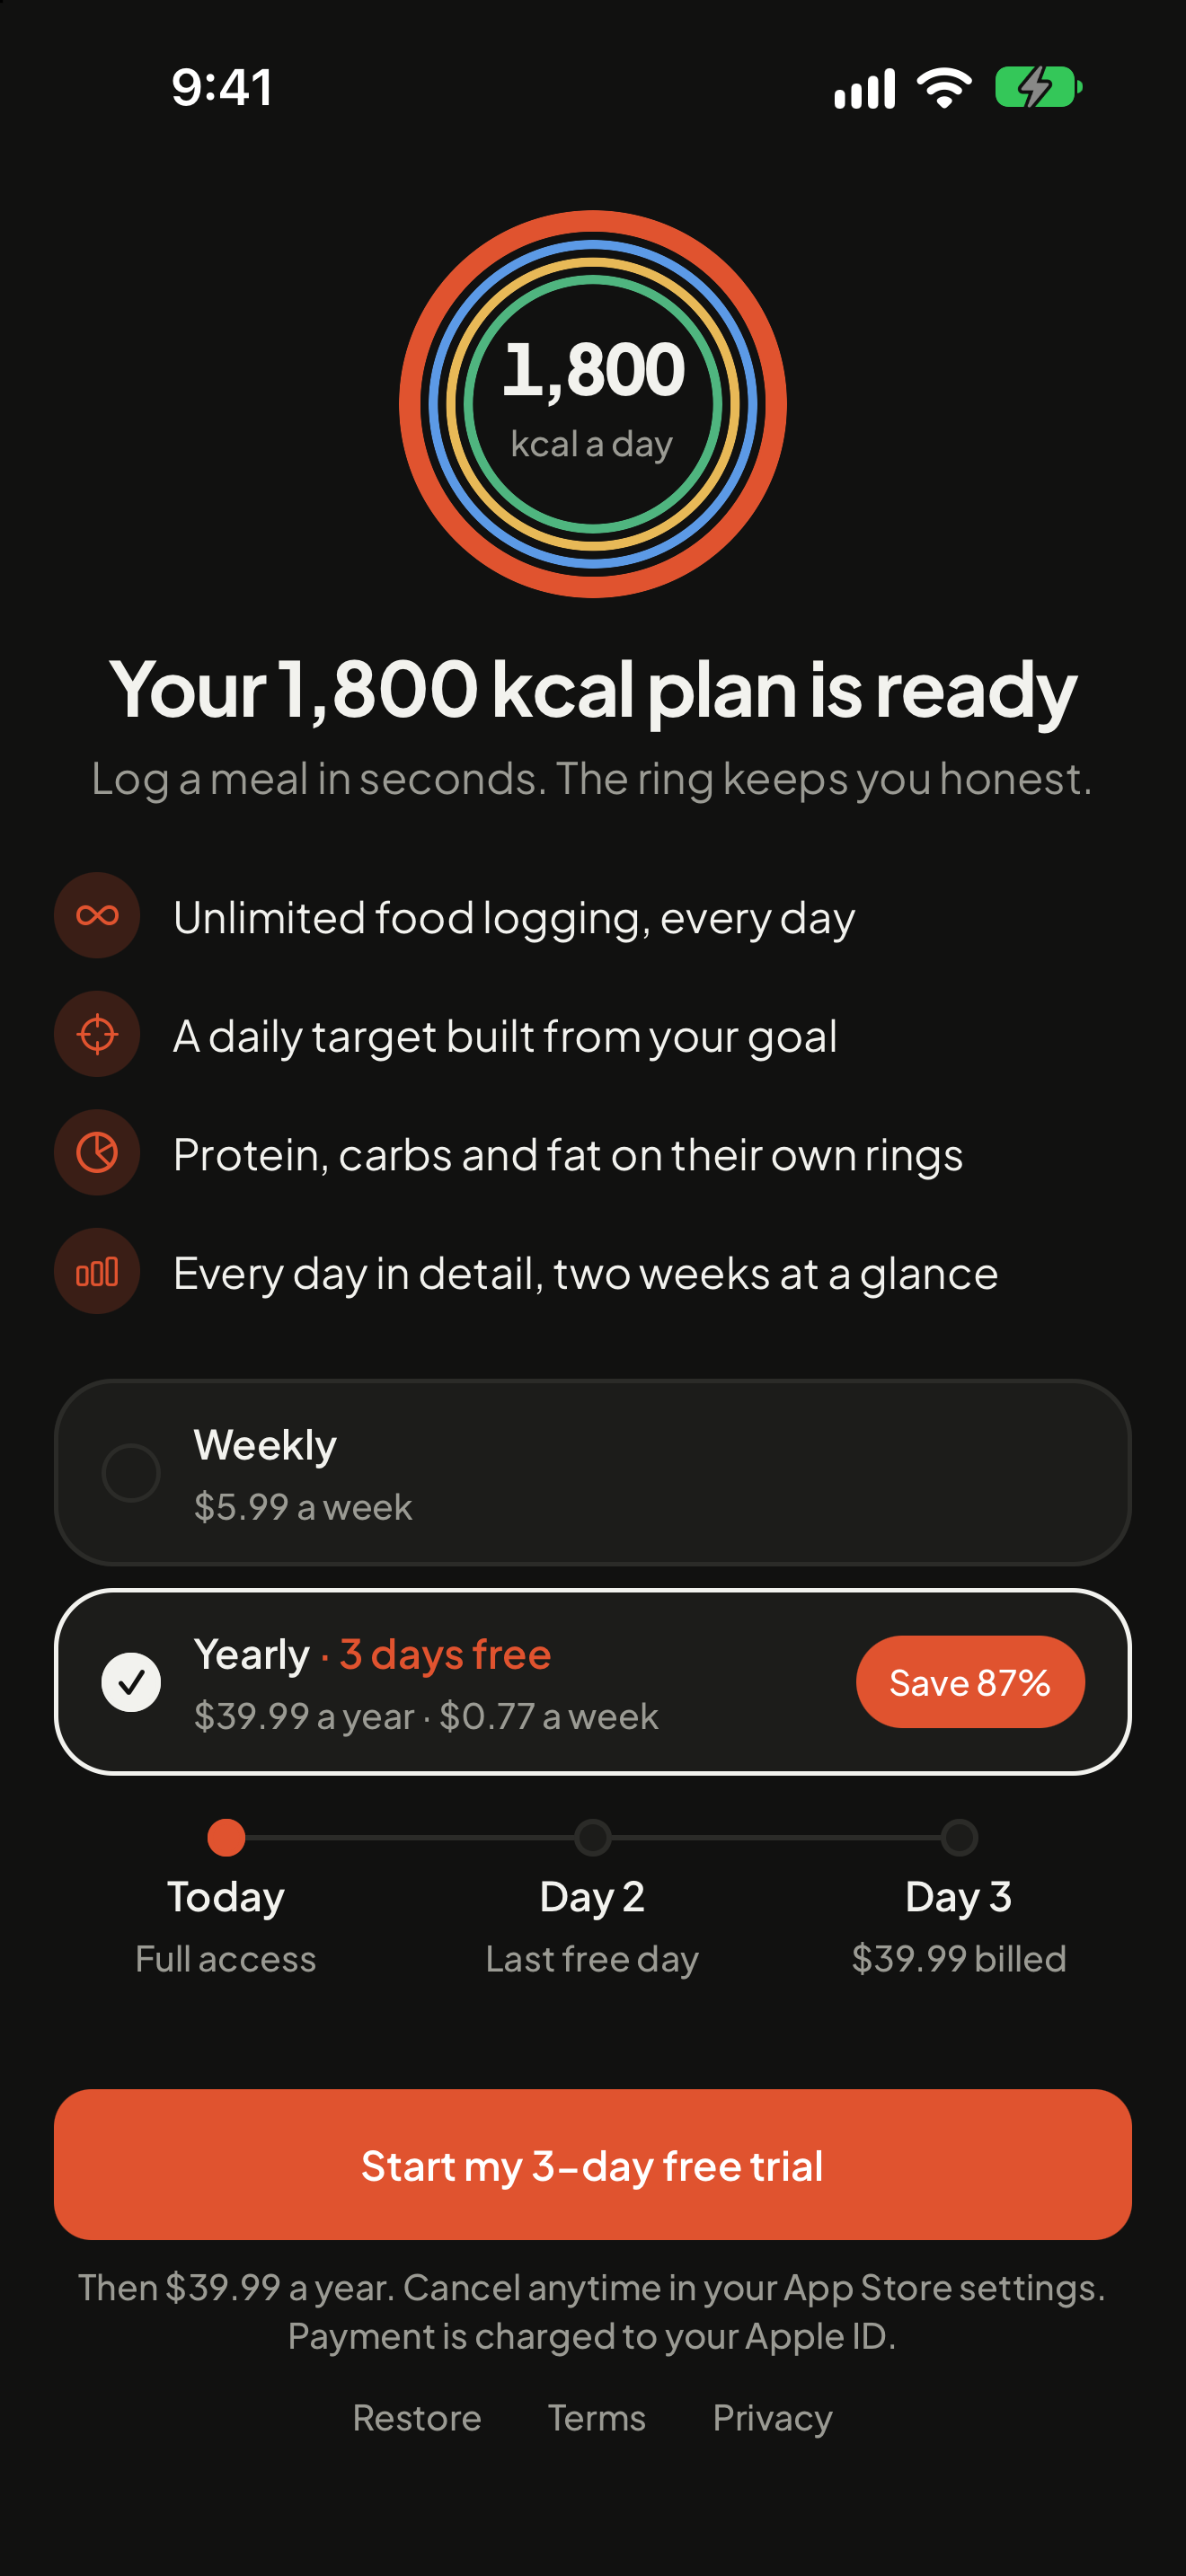 9:41
1,800
kcal a day
Your 1,800 kcal plan is ready
Log a meal in seconds. The ring keeps you honest.
Unlimited food logging, every day
A daily target built from your goal
Protein, carbs and fat on their own rings
Every day in detail, two weeks at a glance
Weekly
$5.99 a week
Yearly · 3 days free
$39.99 a year · $0.77 a week
Save 87%
Today
Full access
Day 2
Last free day
Day 3
$39.99 billed
Start my 3-day free trial
Then $39.99 a year. Cancel anytime in your App Store settings.
Payment is charged to your Apple ID.
Restore Terms Privacy